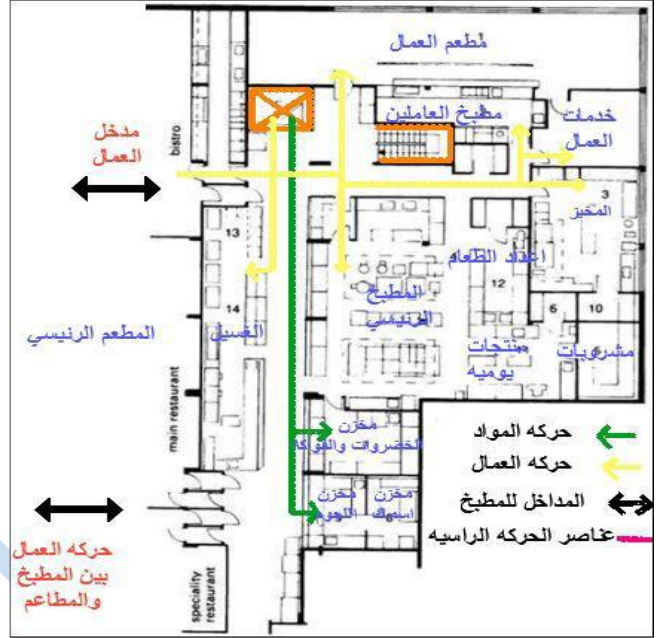 مطعم العمال
مطبخ العاملين
خدمات
العمال
مدخل
العمال
bistro
3
المخبز
13
اعداد الطعام
12
المطبخ
الرئيسي
14
الغسيل
المطعم الرئيسي
6
10
منتجات
يوميه
مشروبات
main restaurant
مخزن
الخضروات والفواكة
مخزن
اللحوم
مخزن
اسماك
حركه المواد
حركه العمال
المداخل للمطبخ
عناصر الحركه الراسيه
حركه العمال
بين المطبخ
والمطاعم
speciality
restaurant